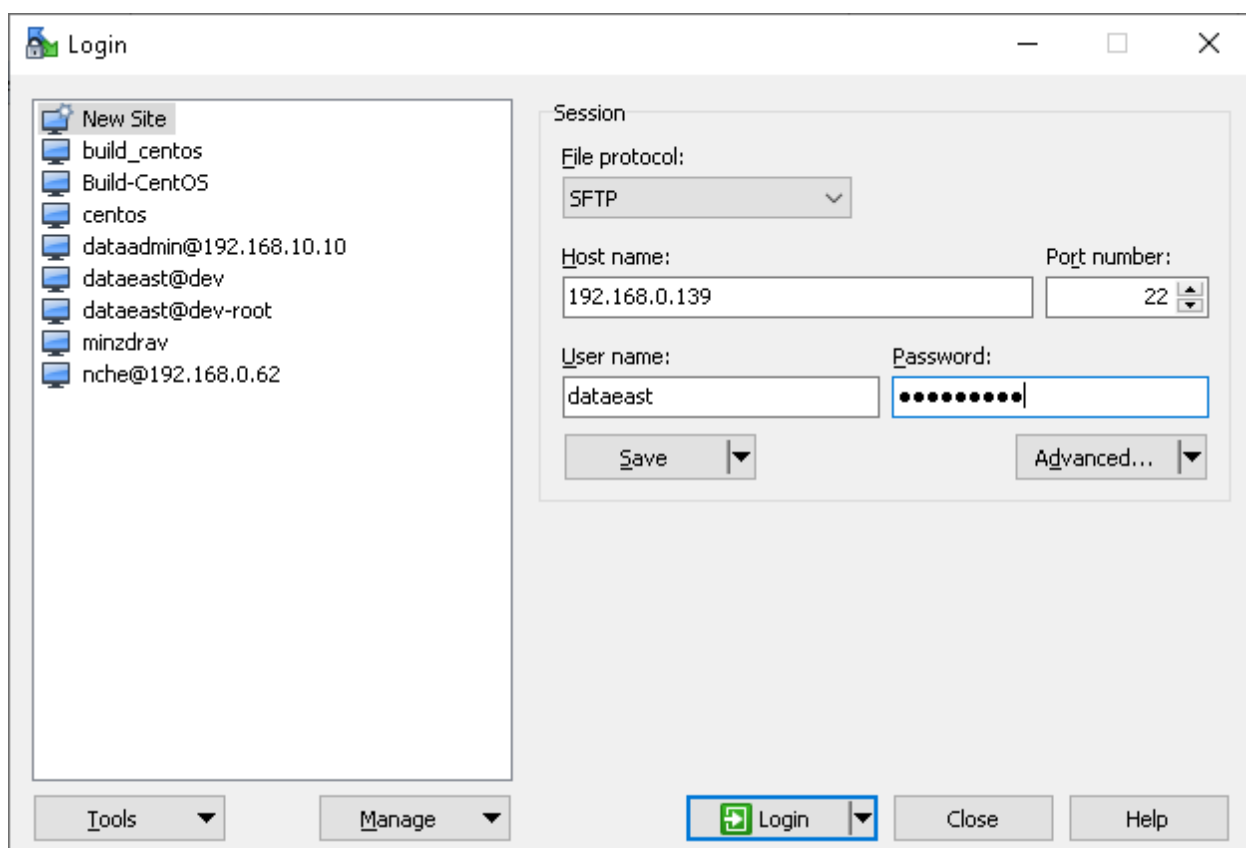 Login
New Site
build_centos
Build-CentOS
centos
dataadmin@192.168.10.10
dataeast@dev
dataeast@dev-root
minzdrav
nche@192.168.0.62
Session
File protocol:
SFTP
Host name:
Port number:
192.168.0.139
22
User name:
Password:
dataeast
●●●●●●●●●
Save
Advanced...
Tools
Manage
Login
Close
Help